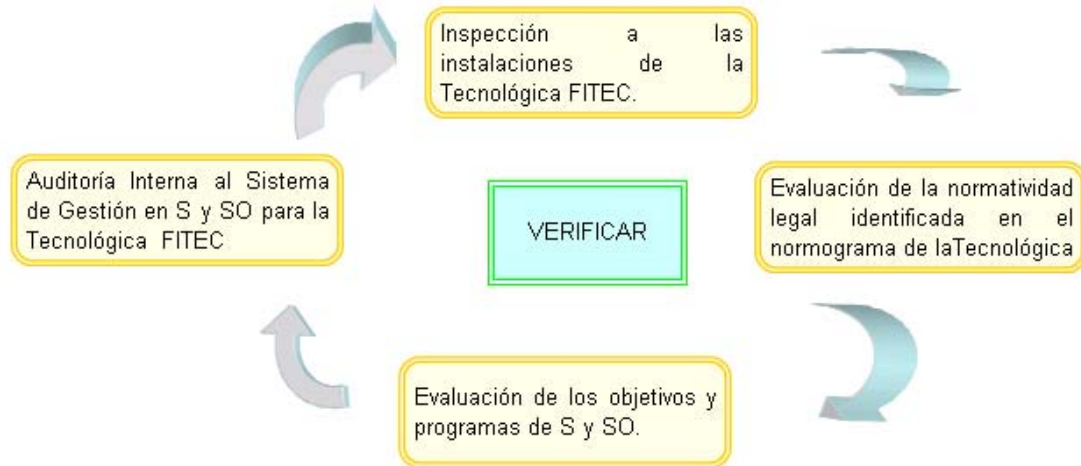 Inspección a las
instalaciones de la
Tecnológica FITEC.
Auditoría Interna al Sistema
de Gestión en S y SO para la
Tecnológica FITEC
VERIFICAR
Evaluación de la normatividad
legal identificada en el
normograma de laTecnológica
Evaluación de los objetivos y
programas de S y SO.